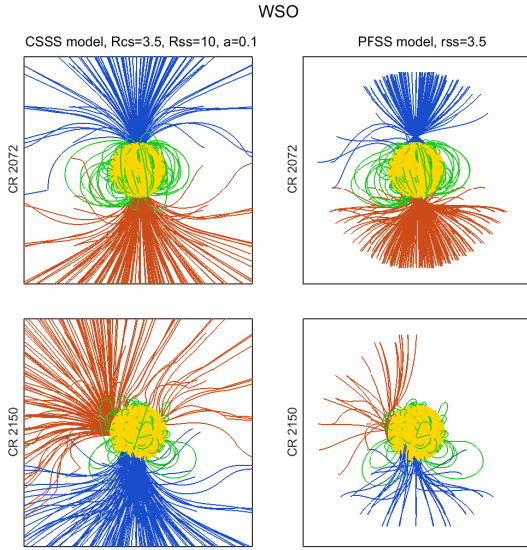 WSO
CSSS model, Rcs=3.5, Rss=10, a=0.1
PFSS model, rss=3.5
CR 2072
CR 2072
CR 2150
CR 2150